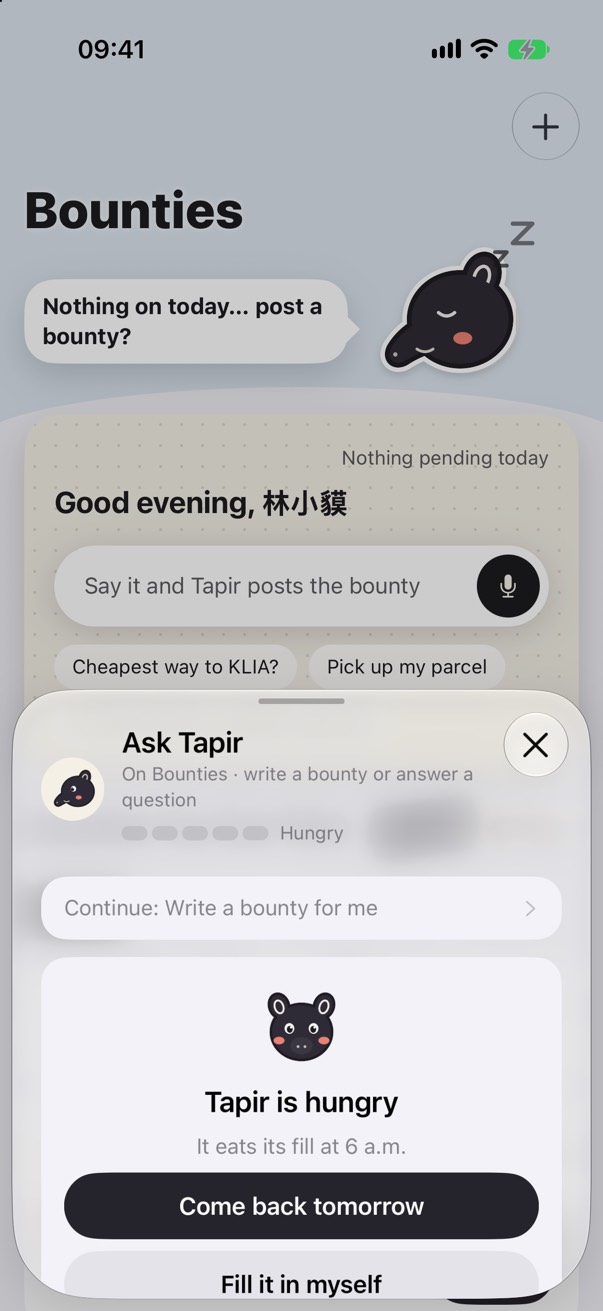 09:41
Bounties
z
z
Nothing on today... post a
bounty?
Nothing pending today
Good evening, 林小貘
Say it and Tapir posts the bounty
Cheapest way to KLIA?
Pick up my parcel
Ask Tapir
On Bounties · write a bounty or answer a
question
Hungry
Continue: Write a bounty for me
Tapir is hungry
It eats its fill at 6 a.m.
Come back tomorrow
Fill it in myself